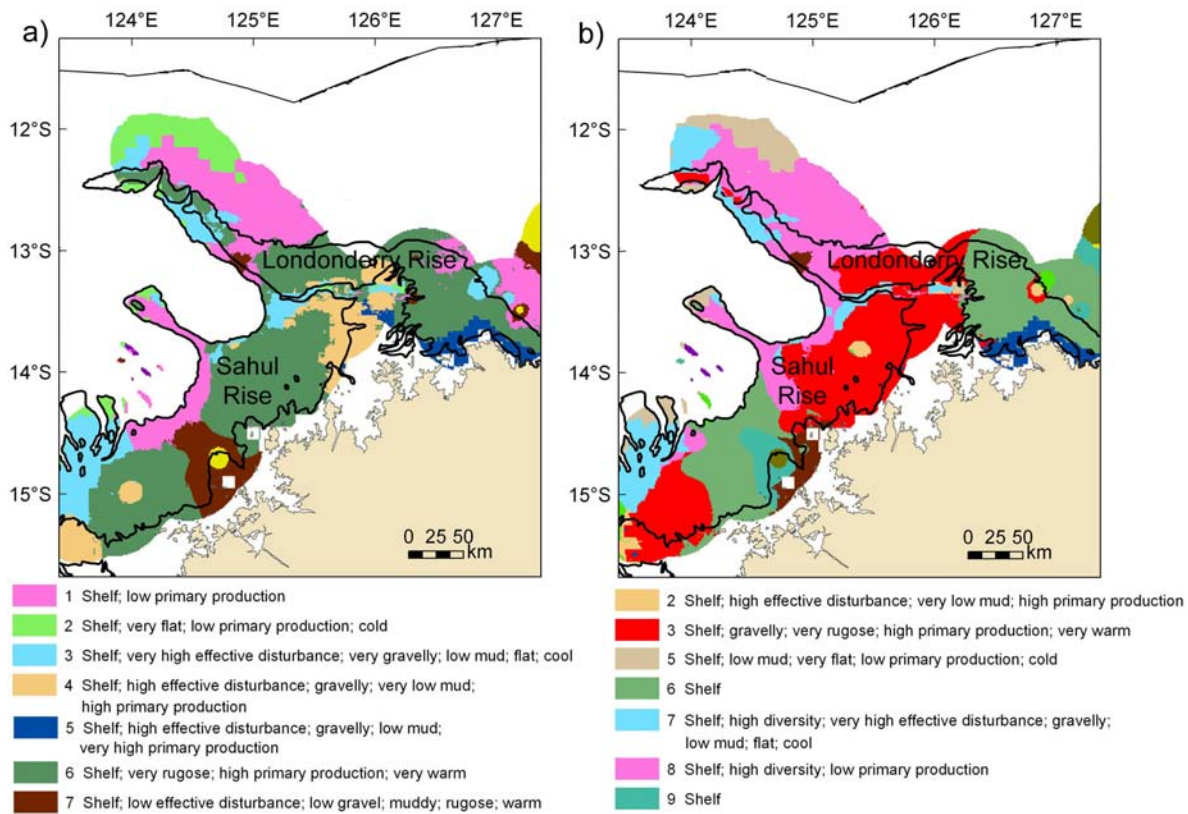 a)
124°E 125°E 126°E 127°E
12°S
13°S
14°S
15°S
Londonderry Rise
Sahul
Rise
0 25 50
km
1 Shelf; low primary production
2 Shelf; very flat; low primary production; cold
3 Shelf; very high effective disturbance; very gravelly; low mud; flat; cool
4 Shelf; high effective disturbance; gravelly; very low mud;
high primary production
5 Shelf; high effective disturbance; gravelly; low mud;
very high primary production
6 Shelf; very rugose; high primary production; very warm
7 Shelf; low effective disturbance; low gravel; muddy; rugose; warm
b)
124°E 125°E 126°E 127°E
12°S
13°S
14°S
15°S
Londonderry Rise
Sahul
Rise
0 25 50
km
2 Shelf; high effective disturbance; very low mud; high primary production
3 Shelf; gravelly; very rugose; high primary production; very warm
5 Shelf; low mud; very flat; low primary production; cold
6 Shelf
7 Shelf; high diversity; very high effective disturbance; gravelly;
low mud; flat; cool
8 Shelf; high diversity; low primary production
9 Shelf